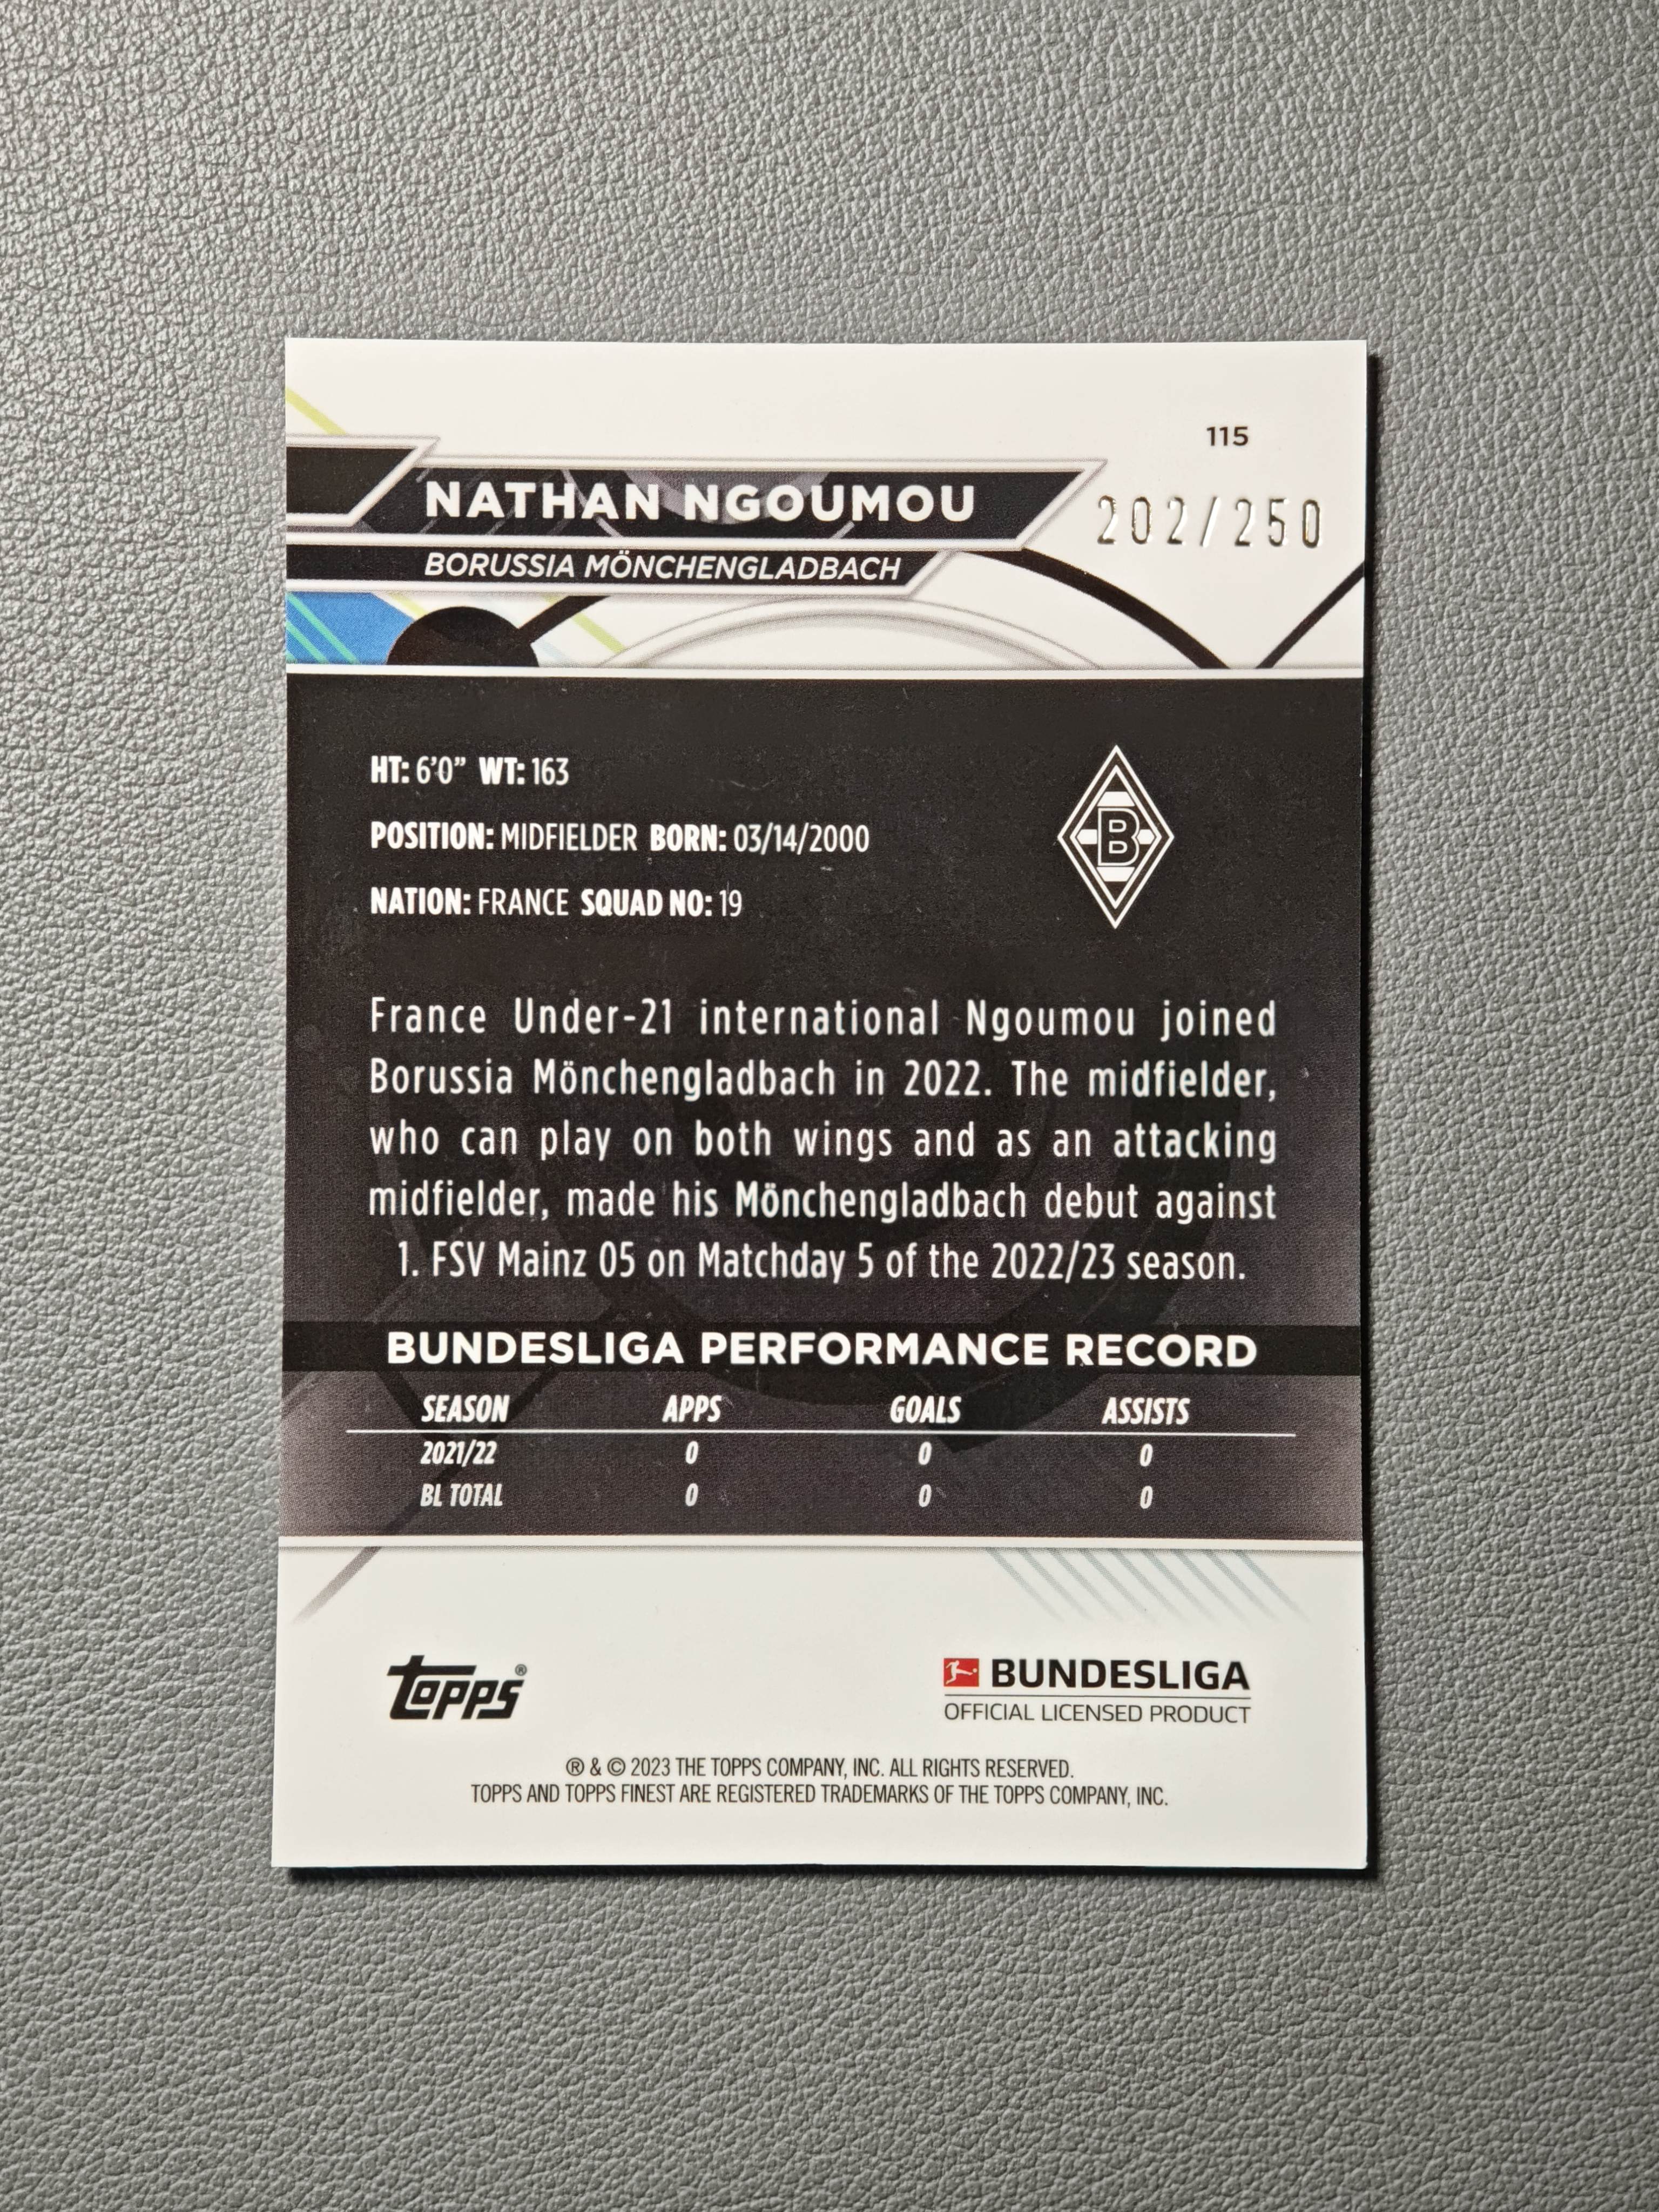 115
NATHAN NGOUMOU
202/250
BORUSSIA MÖNCHENGLADBACH
HT: 6'0" WT: 163
POSITION: MIDFIELDER BORN: 03/14/2000
NATION: FRANCE SQUAD NO: 19
B
France Under-21 international Ngoumou joined
Borussia Mönchengladbach in 2022. The midfielder,
who can play on both wings and as an attacking
midfielder, made his Mönchengladbach debut against
1. FSV Mainz 05 on Matchday 5 of the 2022/23 season.
BUNDESLIGA PERFORMANCE RECORD
SEASON APPS GOALS ASSISTS
2021/22 0 0 0
BL TOTAL 0 0 0
topps®
BUNDESLIGA
OFFICIAL LICENSED PRODUCT
® & © 2023 THE TOPPS COMPANY, INC. ALL RIGHTS RESERVED.
TOPPS AND TOPPS FINEST ARE REGISTERED TRADEMARKS OF THE TOPPS COMPANY, INC.